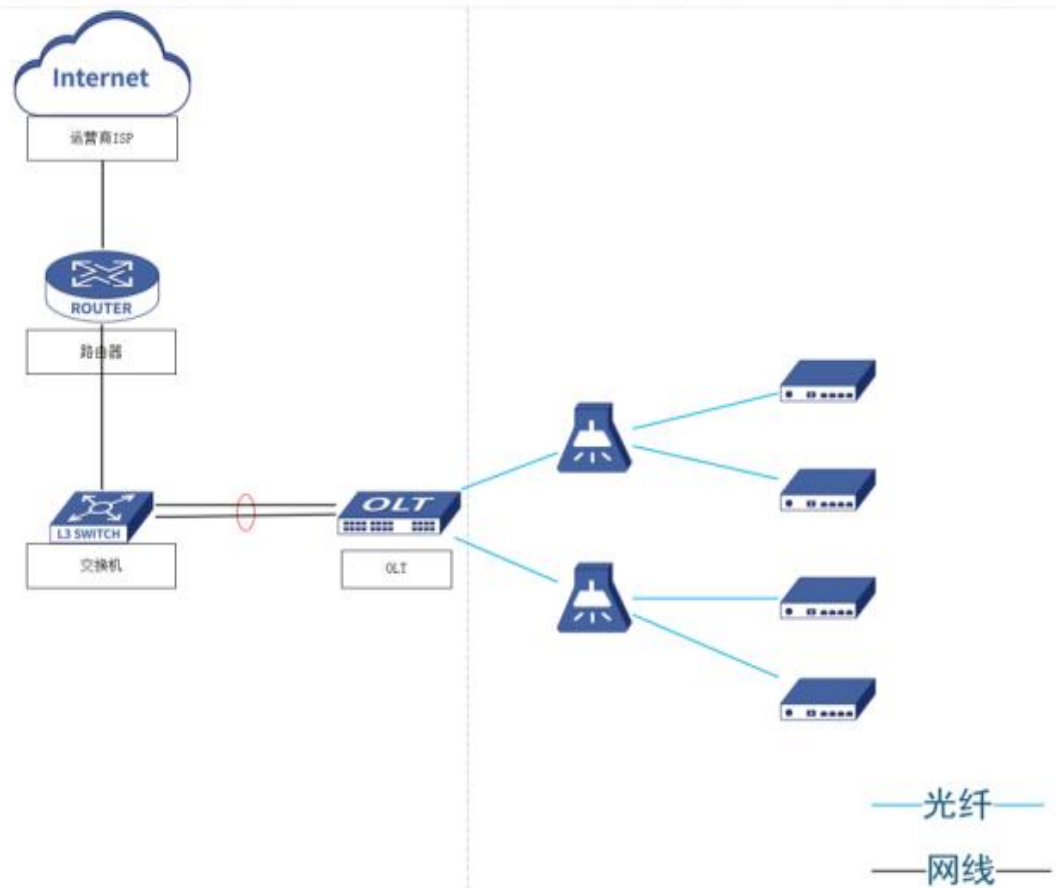 Internet
运营商ISP
ROUTER
路由器
L3 SWITCH
交换机
OLT
OLT
光纤
网线